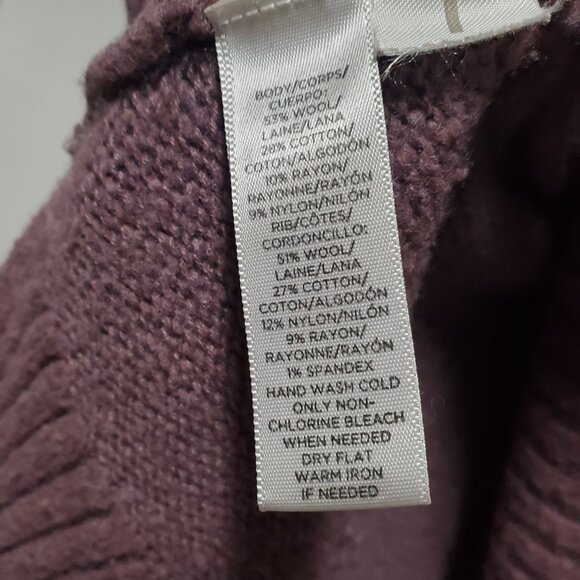 BODY/CORPS/
CUERPO:
53% WOOL/
LAINE/LANA
28% COTTON/
COTON/ALGODÓN
10% RAYON/
RAYONNE/RAYÓN
9% NYLON/NILÓN
RIB/CÔTES/
CORDONCILLO:
51% WOOL/
LAINE/LANA
27% COTTON/
COTON/ALGODÓN
12% NYLON/NILÓN
9% RAYON/
RAYONNE/RAYÓN
1% SPANDEX
HAND WASH COLD
ONLY NON-
CHLORINE BLEACH
WHEN NEEDED
DRY FLAT
WARM IRON
IF NEEDED